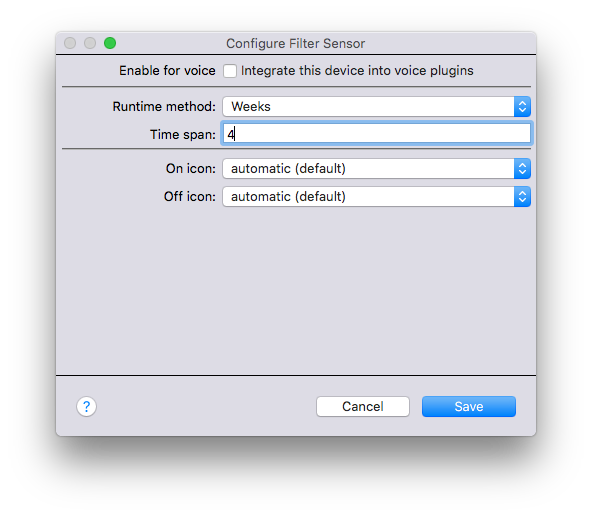 Configure Filter Sensor
Enable for voice Integrate this device into voice plugins
Runtime method: Weeks
Time span: 4
On icon: automatic (default)
Off icon: automatic (default)
? Cancel Save